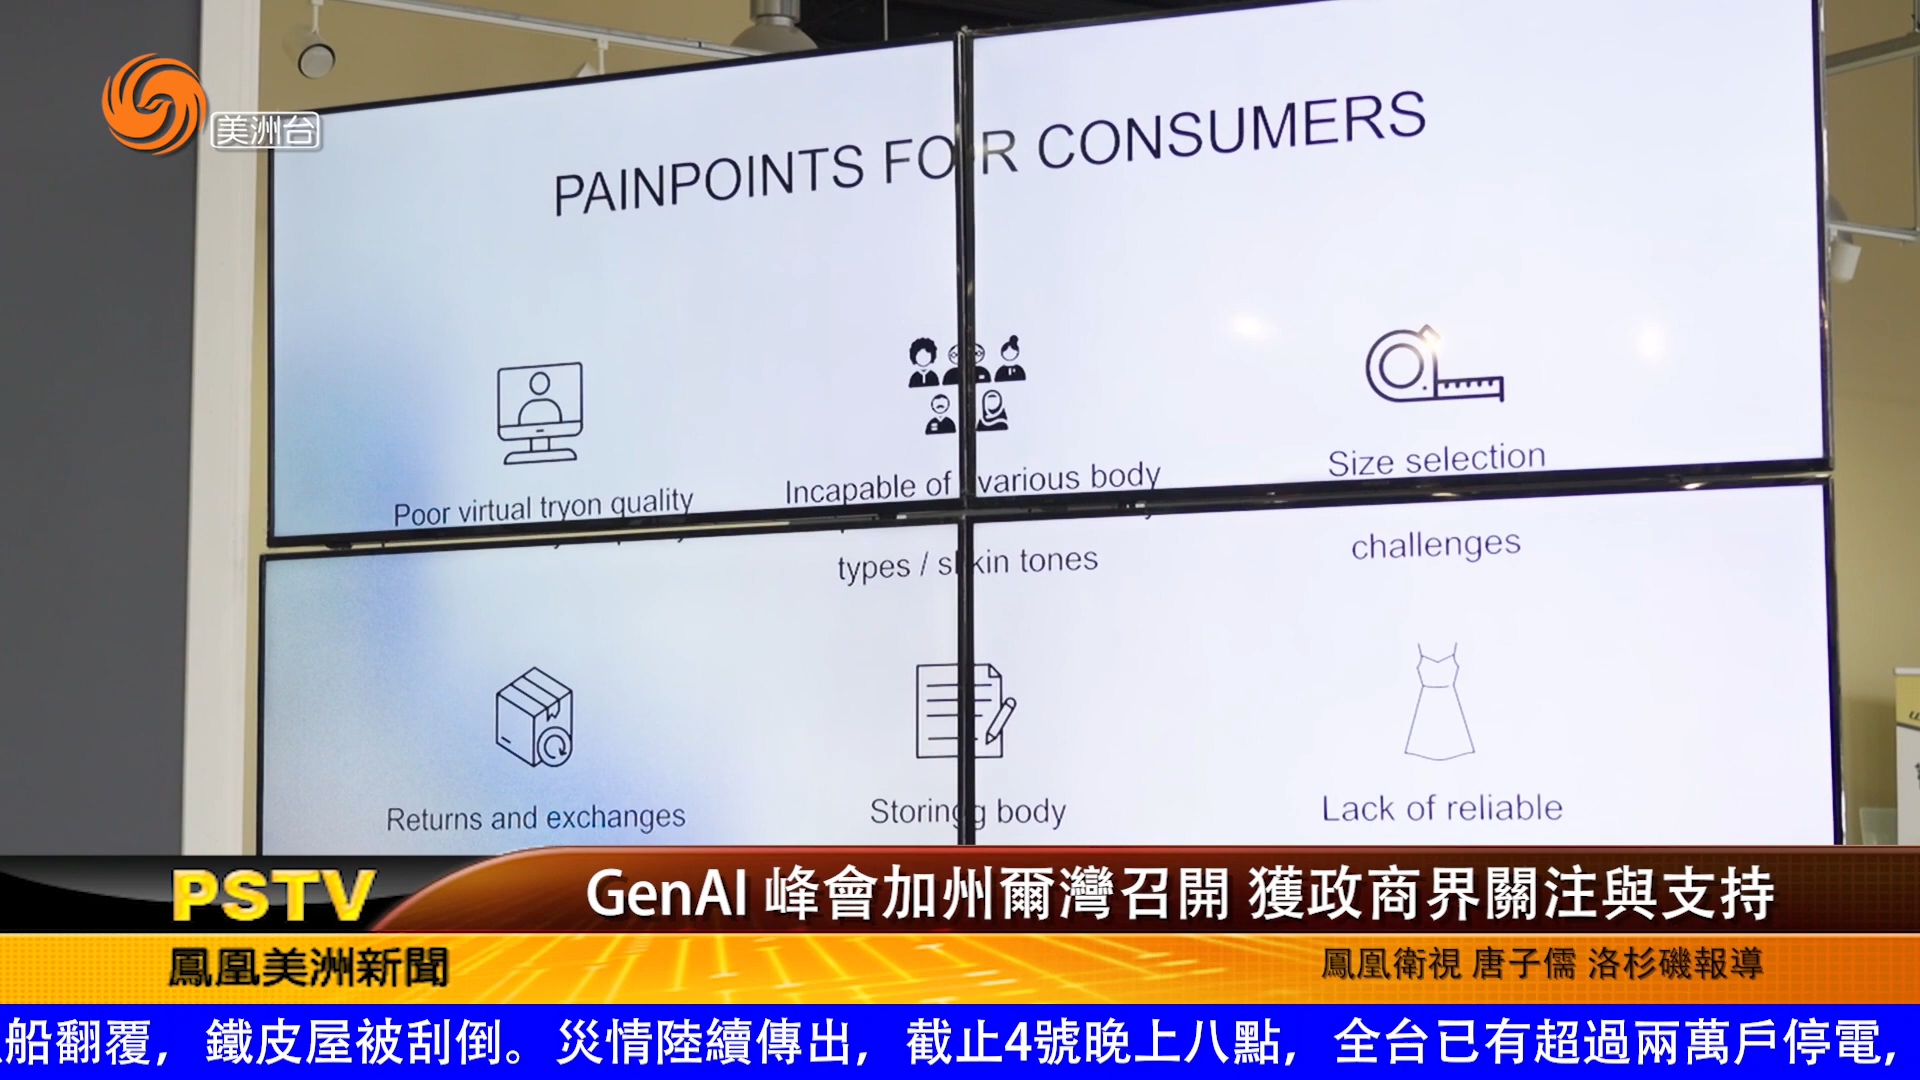 美洲台
PAINPOINTS FOR CONSUMERS
Poor virtual tryon quality
Incapable of various body
types / skin tones
Size selection
challenges
Returns and exchanges
Storing body
Lack of reliable
PSTV
GenAI 峰會加州爾灣召開 獲政商界關注與支持
鳳凰美洲新聞
鳳凰衛視 唐子儒 洛杉磯報導
船翻覆，鐵皮屋被刮倒。災情陸續傳出，截止4號晚上八點，全台已有超過兩萬戶停電，